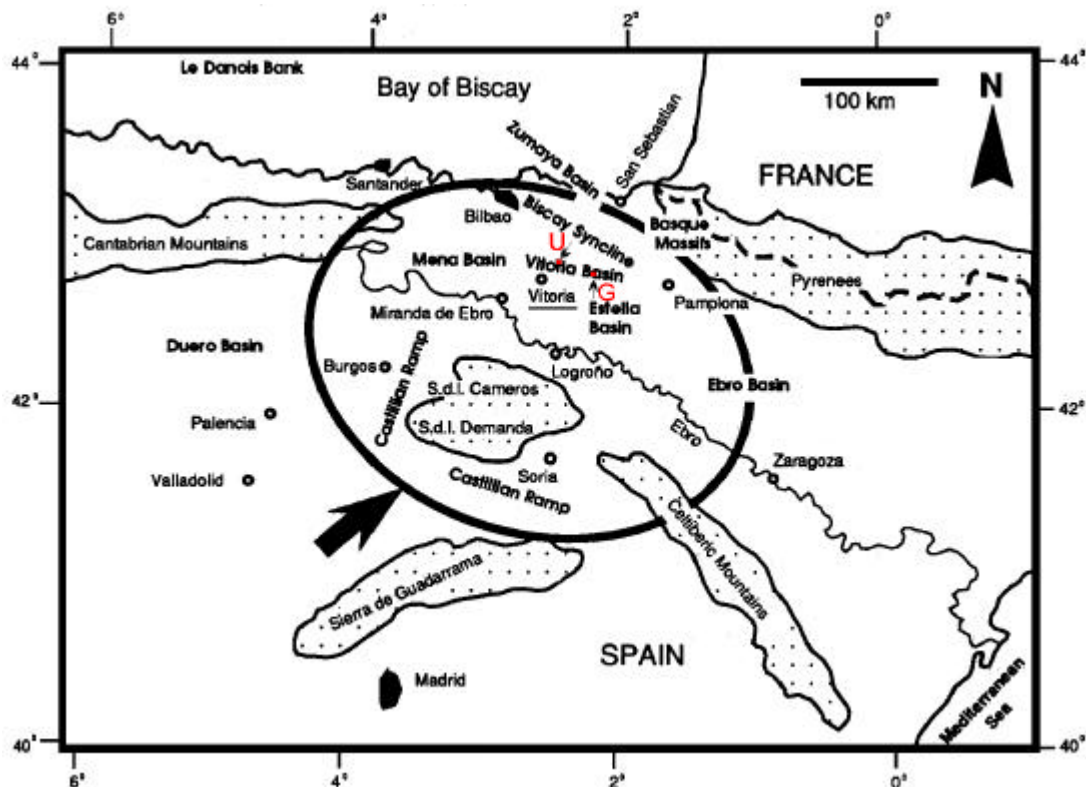 6° 4° 2° 0°
44° 44°
Le Danois Bank
Bay of Biscay
100 km
N
Zumaya Basin
San Sebastian
FRANCE
Santander
Bilbao
Biscay Syncline
Basque
Massifs
Cantabrian Mountains
U
Mena Basin
Vitoria Basin
Pyrenees
Vitoria
G
Pamplona
Miranda de Ebro
Estella
Basin
Duero Basin
Burgos
Castillian Ramp
Logroño
S.d.l. Cameros
Ebro Basin
42° 42°
Palencia
S.d.l. Demanda
Ebro
Valladolid
Soria
Zaragoza
Castillian Ramp
Celtiberic Mountains
Sierra de Guadarrama
SPAIN
Madrid
Mediterranean
Sea
40° 40°
6° 4° 2° 0°